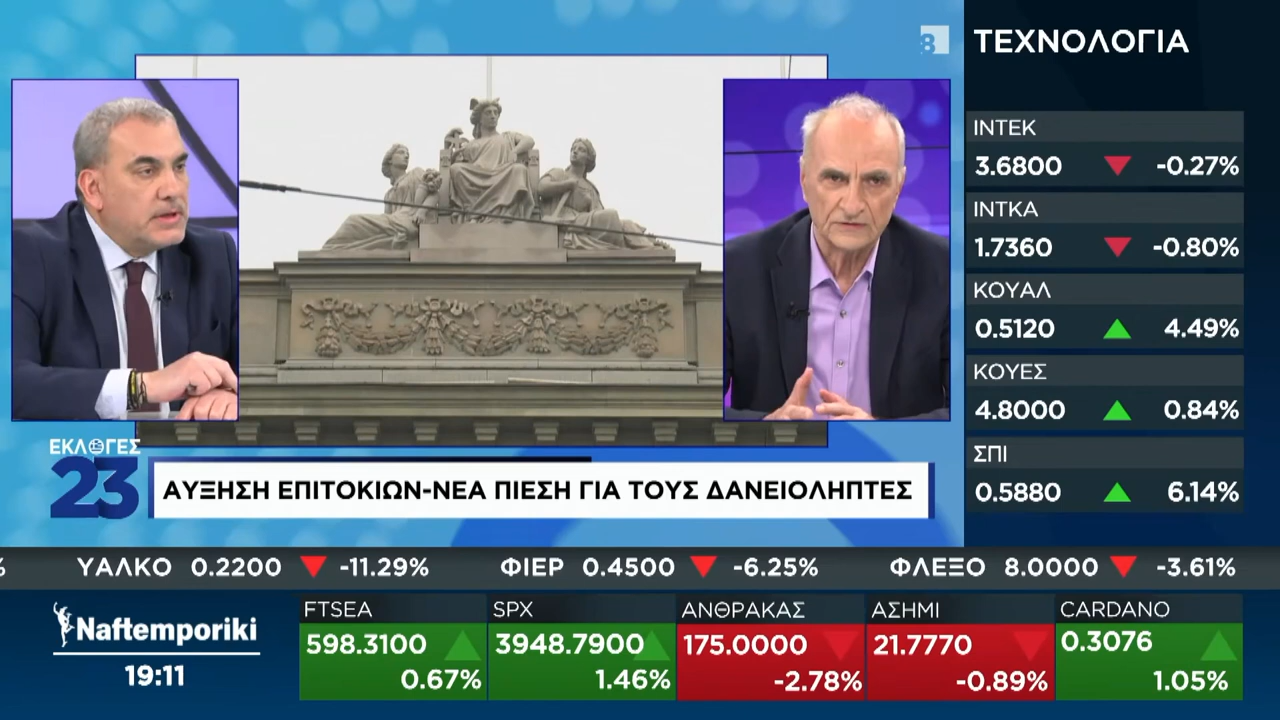 8
ΤΕΧΝΟΛΟΓΙΑ
ΙΝΤΕΚ
3.6800 -0.27%
ΙΝΤΚΑ
1.7360 -0.80%
ΚΟΥΑΛ
0.5120 4.49%
ΚΟΥΕΣ
4.8000 0.84%
ΣΠΙ
0.5880 6.14%
ΕΚΛΟΓΕΣ
23
ΑΥΞΗΣΗ ΕΠΙΤΟΚΙΩΝ-ΝΕΑ ΠΙΕΣΗ ΓΙΑ ΤΟΥΣ ΔΑΝΕΙΟΛΗΠΤΕΣ
% ΥΑΛΚΟ 0.2200 -11.29% ΦΙΕΡ 0.4500 -6.25% ΦΛΕΞΟ 8.0000 -3.61%
Naftemporiki
19:11
FTSEA SPX ΑΝΘΡΑΚΑΣ ΑΣΗΜΙ CARDANO
598.3100 3948.7900 175.0000 21.7770 0.3076
0.67% 1.46% -2.78% -0.89% 1.05%